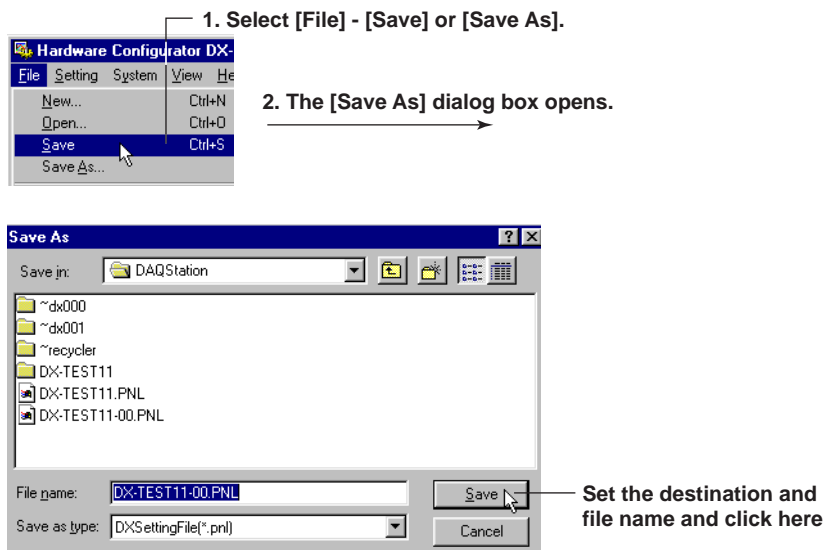 1. Select [File] - [Save] or [Save As].
Hardware Configurator DX-
File Setting System View He
New... Ctrl+N
Open... Ctrl+O
Save Ctrl+S
Save As...
2. The [Save As] dialog box opens.
Save As
Save in: DAQStation
~dx000
~dx001
~recycler
DX-TEST11
DX-TEST11.PNL
DX-TEST11-00.PNL
File name: DX-TEST11-00.PNL Save
Save as type: DXSettingFile(*.pnl) Cancel
Set the destination and
file name and click here